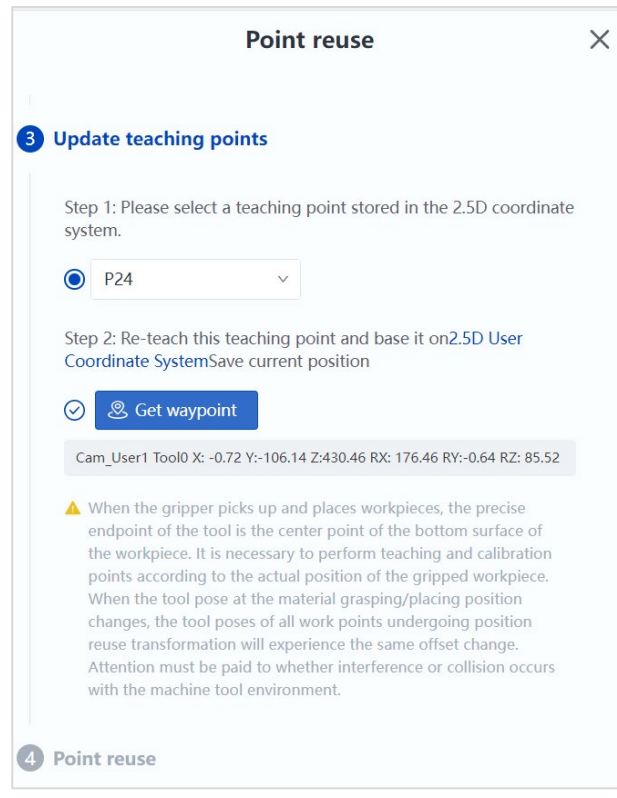 Point reuse
3 Update teaching points
Step 1: Please select a teaching point stored in the 2.5D coordinate
system.
P24
Step 2: Re-teach this teaching point and base it on2.5D User
Coordinate SystemSave current position
Get waypoint
Cam_User1 Tool0 X: -0.72 Y:-106.14 Z:430.46 RX: 176.46 RY:-0.64 RZ: 85.52
When the gripper picks up and places workpieces, the precise
endpoint of the tool is the center point of the bottom surface of
the workpiece. It is necessary to perform teaching and calibration
points according to the actual position of the gripped workpiece.
When the tool pose at the material grasping/placing position
changes, the tool poses of all work points undergoing position
reuse transformation will experience the same offset change.
Attention must be paid to whether interference or collision occurs
with the machine tool environment.
4 Point reuse